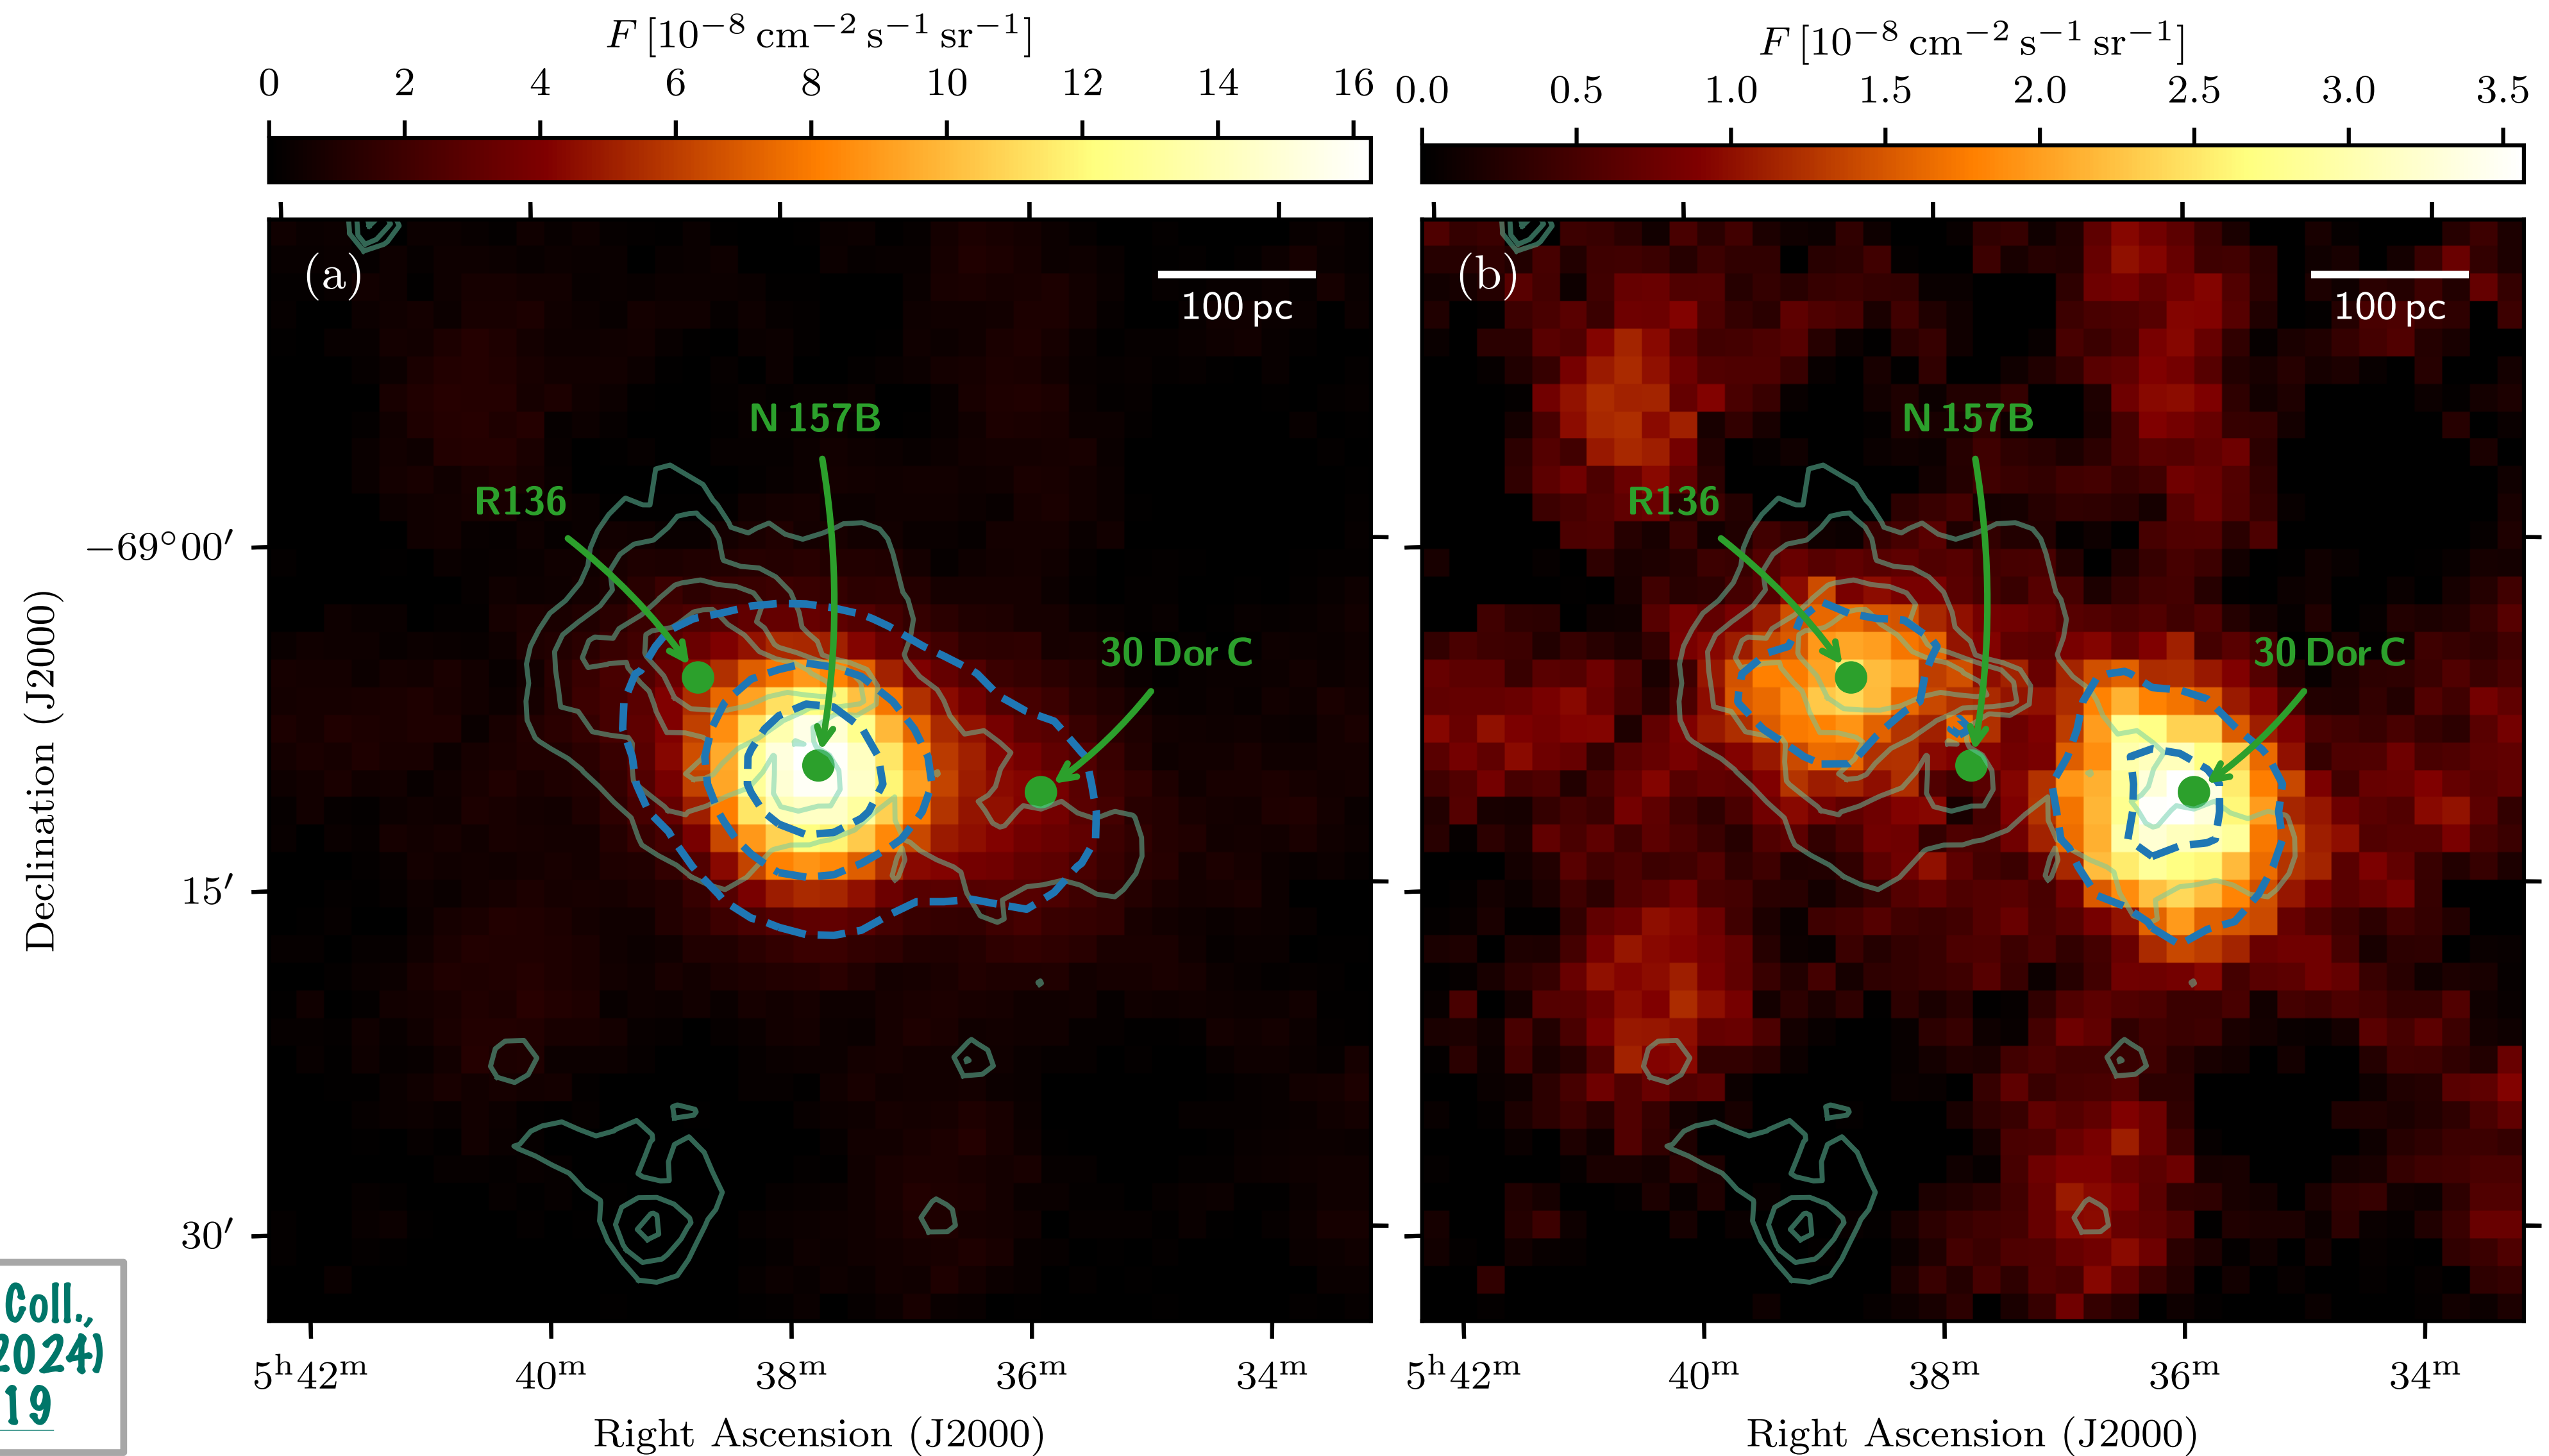 F [10⁻⁸ cm⁻² s⁻¹ sr⁻¹]
0 2 4 6 8 10 12 14 16
(a)
100 pc
N 157B
R136
30 Dor C
−69°00′
15′
30′
Declination (J2000)
5ʰ42ᵐ 40ᵐ 38ᵐ 36ᵐ 34ᵐ
Right Ascension (J2000)
F [10⁻⁸ cm⁻² s⁻¹ sr⁻¹]
0.0 0.5 1.0 1.5 2.0 2.5 3.0 3.5
(b)
100 pc
N 157B
R136
30 Dor C
5ʰ42ᵐ 40ᵐ 38ᵐ 36ᵐ 34ᵐ
Right Ascension (J2000)
Coll.,
2024)
19